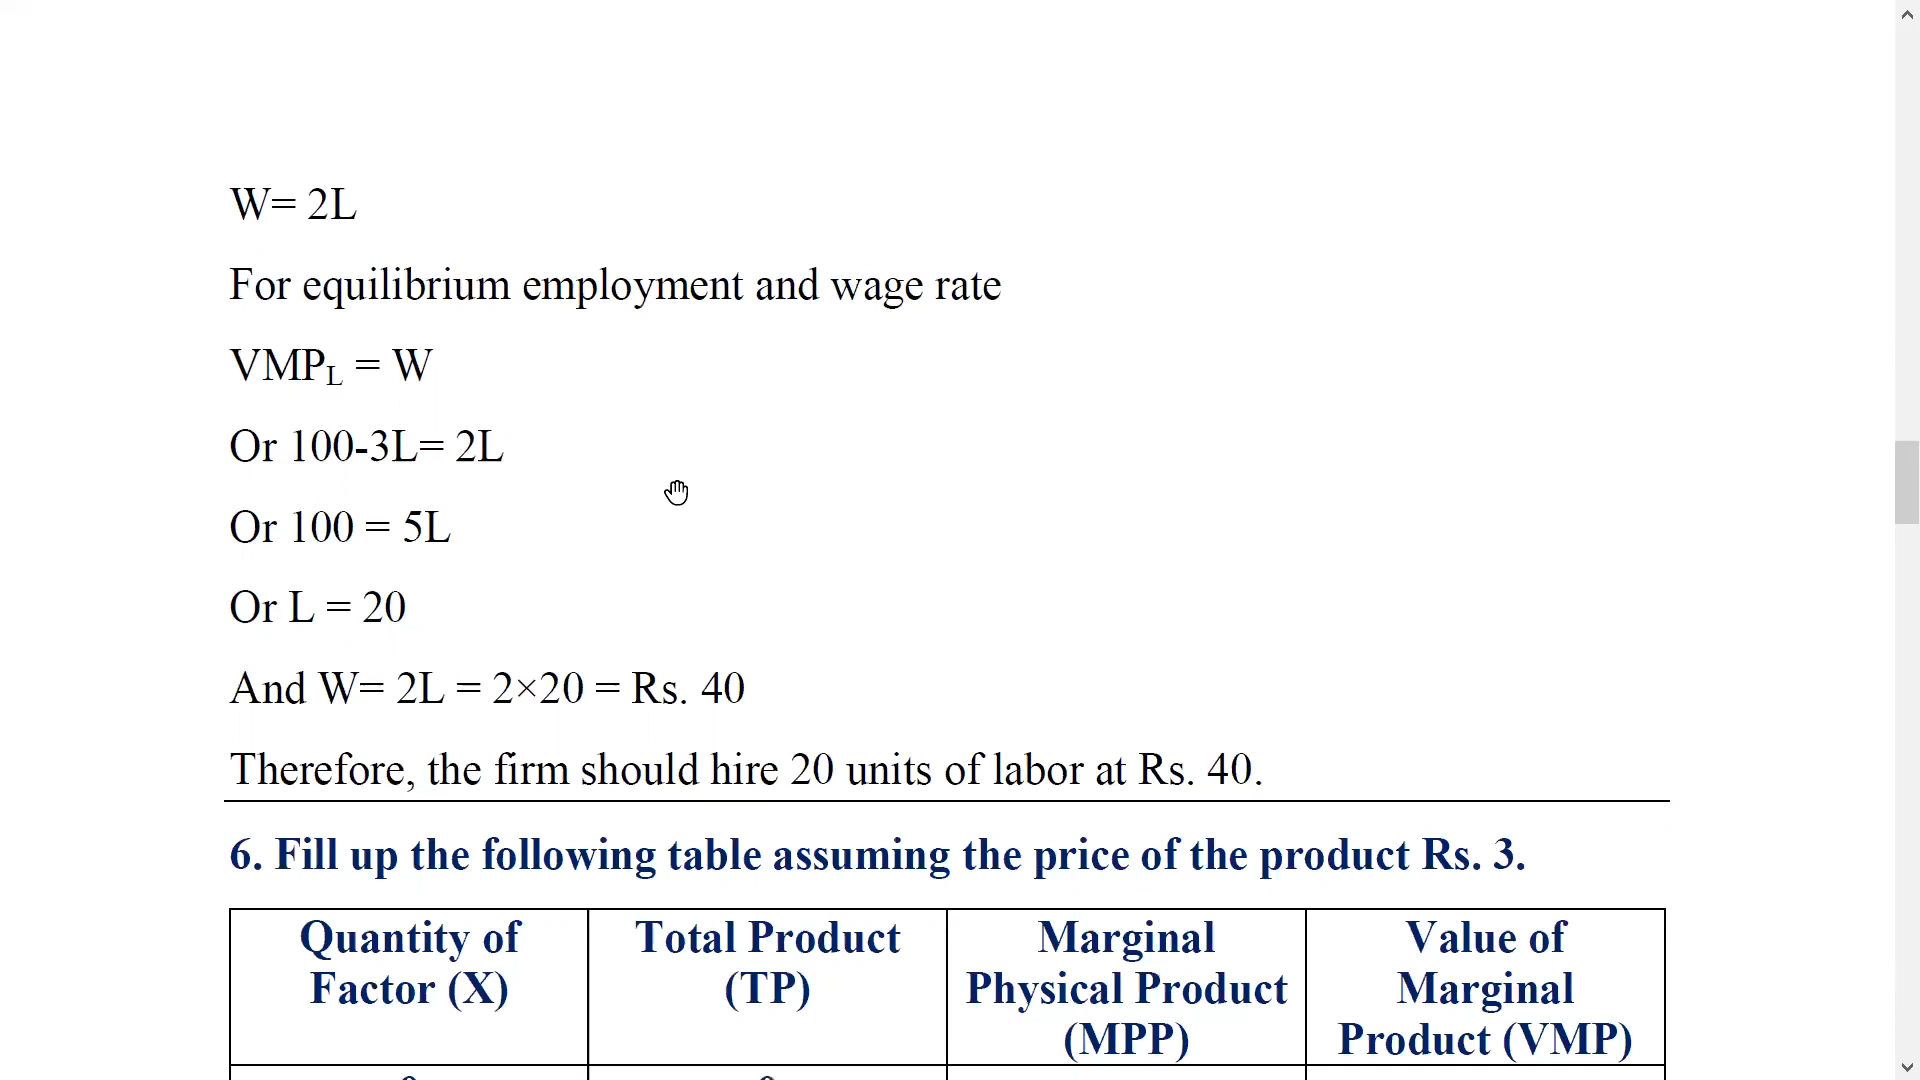 W= 2L
For equilibrium employment and wage rate
VMPL = W
Or 100-3L= 2L
Or 100 = 5L
Or L = 20
And W= 2L = 2×20 = Rs. 40
Therefore, the firm should hire 20 units of labor at Rs. 40.
6. Fill up the following table assuming the price of the product Rs. 3.
Quantity of
Factor (X)
Total Product
(TP)
Marginal
Physical Product
(MPP)
Value of
Marginal
Product (VMP)